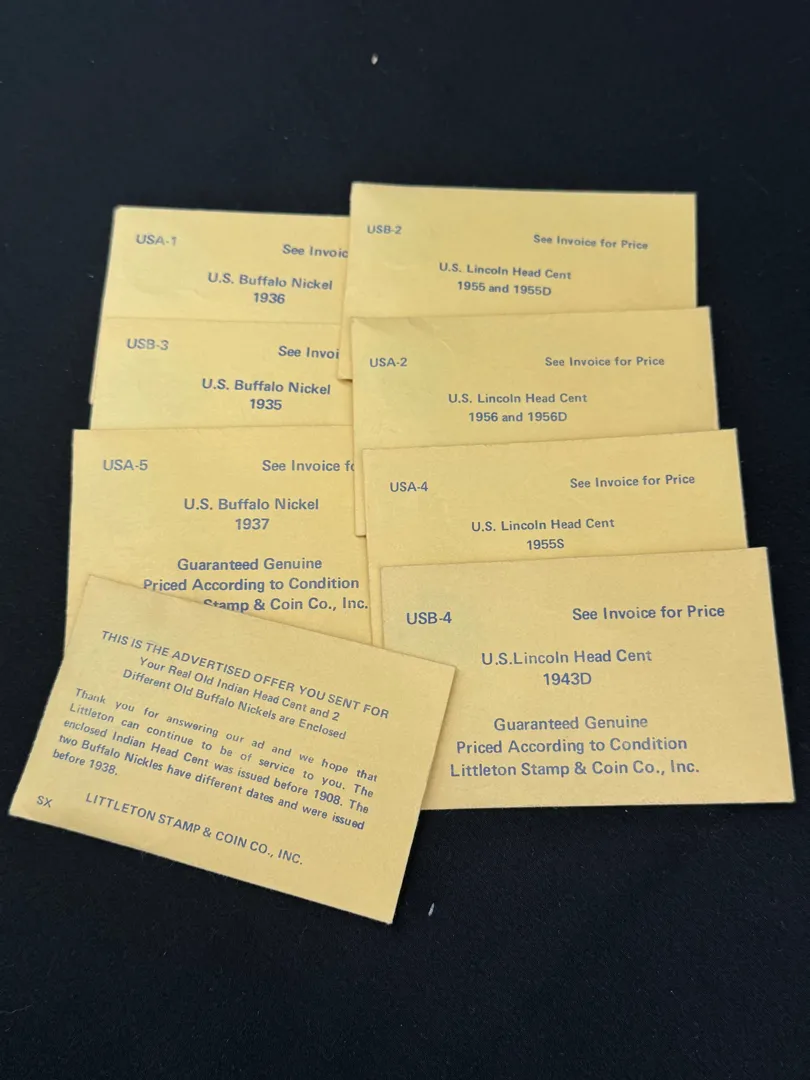 USA-1
See Invoic
U.S. Buffalo Nickel
1936
USB-3
See Invoi
U.S. Buffalo Nickel
1935
USA-5
See Invoice fo
U.S. Buffalo Nickel
1937
Guaranteed Genuine
Priced According to Condition
Stamp & Coin Co., Inc.
THIS IS THE ADVERTISED OFFER YOU SENT FOR
Your Real Old Indian Head Cent and 2
Different Old Buffalo Nickels are Enclosed
Thank you for answering our ad and we hope that
Littleton can continue to be of service to you. The
enclosed Indian Head Cent was issued before 1908. The
two Buffalo Nickles have different dates and were issued
before 1938.
SX
LITTLETON STAMP & COIN CO., INC.
USB-2
See Invoice for Price
U.S. Lincoln Head Cent
1955 and 1955D
USA-2
See Invoice for Price
U.S. Lincoln Head Cent
1956 and 1956D
USA-4
See Invoice for Price
U.S. Lincoln Head Cent
1955S
USB-4
See Invoice for Price
U.S.Lincoln Head Cent
1943D
Guaranteed Genuine
Priced According to Condition
Littleton Stamp & Coin Co., Inc.